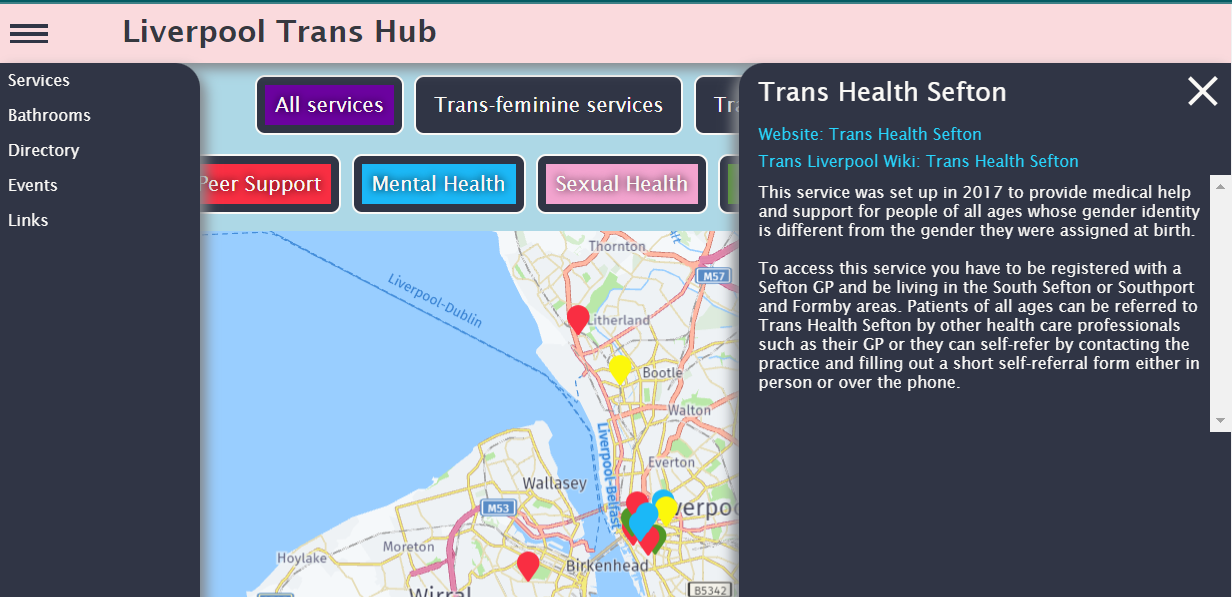 Liverpool Trans Hub
Services
Bathrooms
Directory
Events
Links
All services
Trans-feminine services
Peer Support
Mental Health
Sexual Health
Thornton
M57
Liverpool-Dublin
Litherland
Bootle
Walton
Everton
Liverpool-Belfast
Wallasey
M53
Moreton
Hoylake
Birkenhead
Wirral
B5342
Trans Health Sefton
Website: Trans Health Sefton
Trans Liverpool Wiki: Trans Health Sefton
This service was set up in 2017 to provide medical help
and support for people of all ages whose gender identity
is different from the gender they were assigned at birth.
To access this service you have to be registered with a
Sefton GP and be living in the South Sefton or Southport
and Formby areas. Patients of all ages can be referred to
Trans Health Sefton by other health care professionals
such as their GP or they can self-refer by contacting the
practice and filling out a short self-referral form either in
person or over the phone.